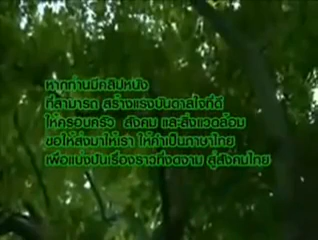 หากท่านมีคลิปหนัง
ที่สามารถ สร้างแรงบันดาลใจที่ดี
ให้ครอบครัว สังคม และสิ่งแวดล้อม
ขอให้ส่งมาให้เรา ให้คำเป็นภาษาไทย
เพื่อแบ่งปันเรื่องราวที่งดงาม สู่สังคมไทย